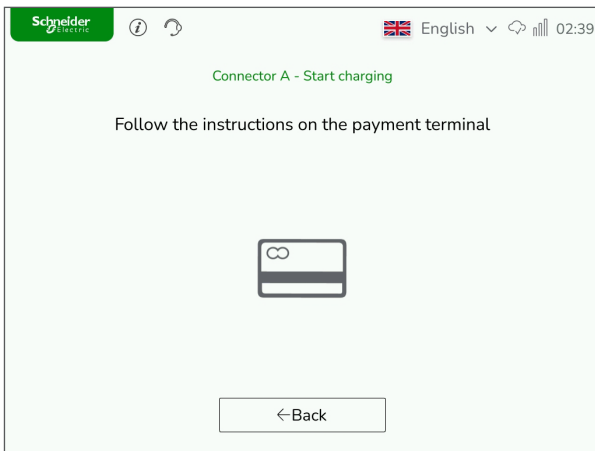 Schneider
Electric
English
02:39
Connector A - Start charging
Follow the instructions on the payment terminal
←Back